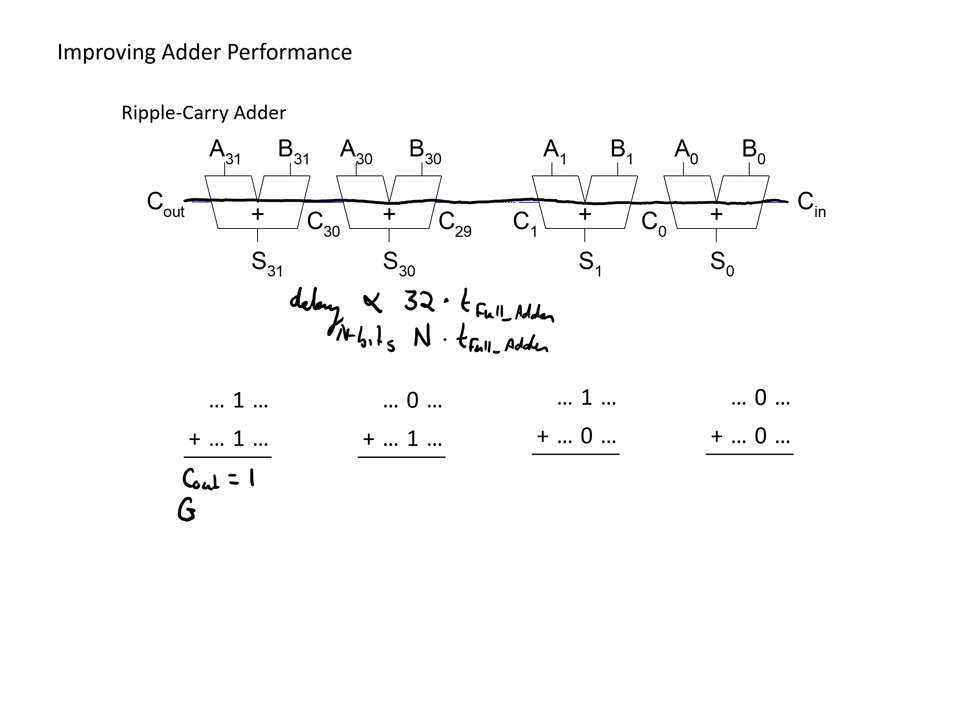 Improving Adder Performance
Ripple-Carry Adder
A31 B31 A30 B30 A1 B1 A0 B0
Cout + + + + Cin
C30 C29 C1 C0
S31 S30 S1 S0
delay ∝ 32 · tFull_Adder
N-bits N · tFull_Adder
... 1 ... ... 0 ... ... 1 ... ... 0 ...
+ ... 1 ... + ... 1 ... + ... 0 ... + ... 0 ...
Cout = 1
G